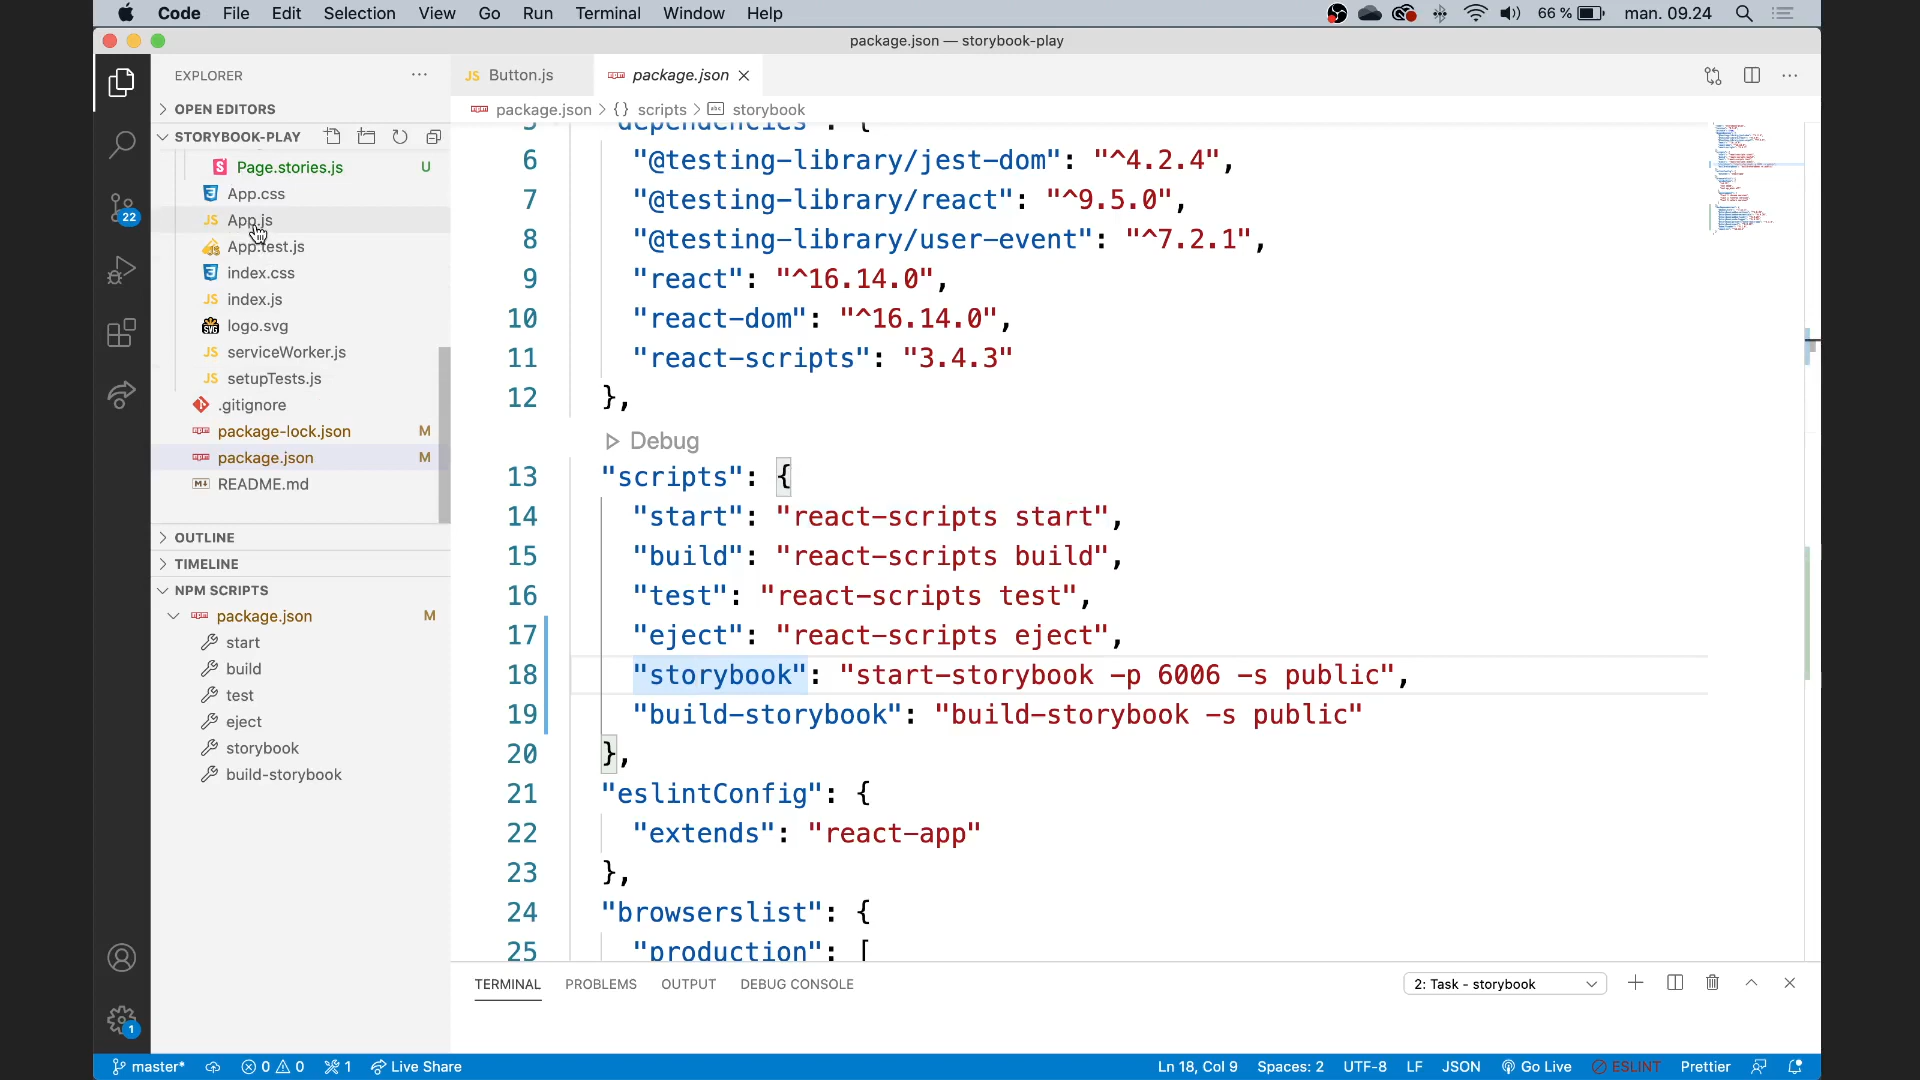 Code File Edit Selection View Go Run Terminal Window Help 66 % man. 09.24
package.json — storybook-play
EXPLORER
OPEN EDITORS
STORYBOOK-PLAY
Page.stories.js U
App.css
App.js
App.test.js
index.css
index.js
logo.svg
serviceWorker.js
setupTests.js
.gitignore
package-lock.json M
package.json M
README.md
OUTLINE
TIMELINE
NPM SCRIPTS
package.json M
start
build
test
eject
storybook
build-storybook
22
1
JS Button.js package.json
package.json > {} scripts > abc storybook
5 "dependencies": {
6 "@testing-library/jest-dom": "^4.2.4",
7 "@testing-library/react": "^9.5.0",
8 "@testing-library/user-event": "^7.2.1",
9 "react": "^16.14.0",
10 "react-dom": "^16.14.0",
11 "react-scripts": "3.4.3"
12 },
Debug
13 "scripts": {
14 "start": "react-scripts start",
15 "build": "react-scripts build",
16 "test": "react-scripts test",
17 "eject": "react-scripts eject",
18 "storybook": "start-storybook -p 6006 -s public",
19 "build-storybook": "build-storybook -s public"
20 },
21 "eslintConfig": {
22 "extends": "react-app"
23 },
24 "browserslist": {
25 "production": [
TERMINAL PROBLEMS OUTPUT DEBUG CONSOLE 2: Task - storybook
master* 0 0 1 Live Share Ln 18, Col 9 Spaces: 2 UTF-8 LF JSON Go Live ESLINT Prettier